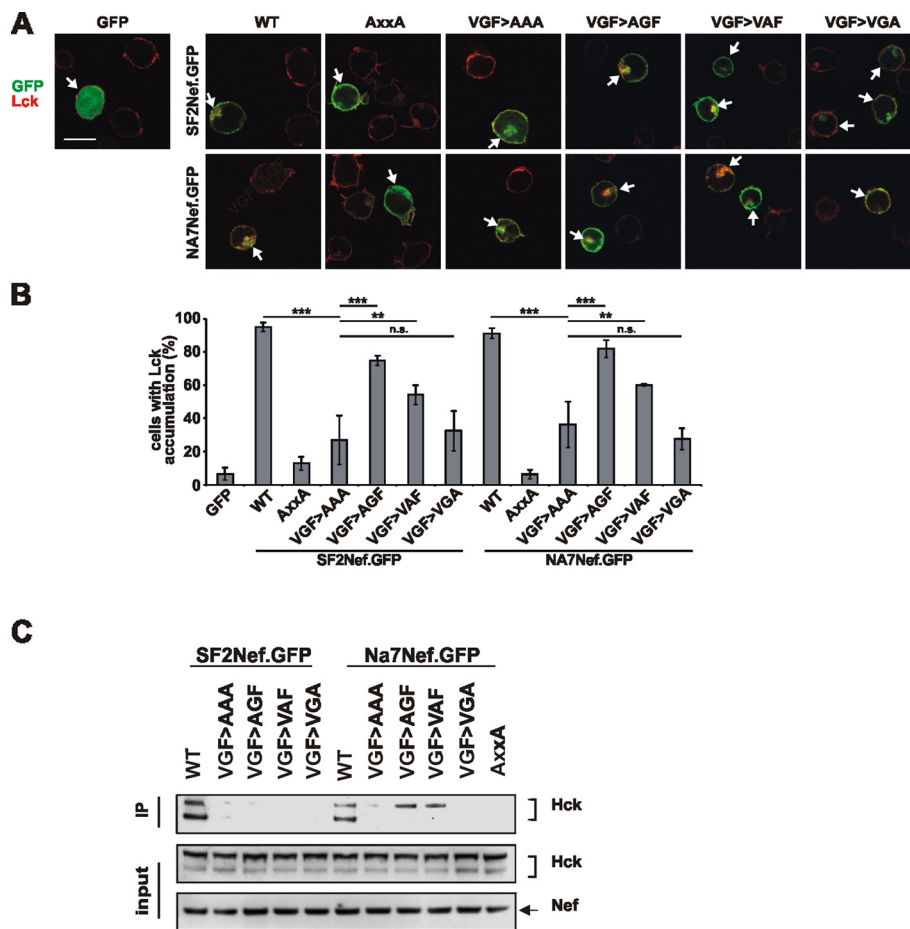 A
GFP
WT
AxxA
VGF>AAA
VGF>AGF
VGF>VAF
VGF>VGA
GFP
Lck
SF2Nef.GFP
NA7Nef.GFP
B
cells with Lck
accumulation (%)
100
80
60
40
20
0
***
***
**
n.s.
***
***
**
n.s.
GFP
WT
AxxA
VGF>AAA
VGF>AGF
VGF>VAF
VGF>VGA
WT
AxxA
VGF>AAA
VGF>AGF
VGF>VAF
VGF>VGA
SF2Nef.GFP
NA7Nef.GFP
C
SF2Nef.GFP
Na7Nef.GFP
WT
VGF>AAA
VGF>AGF
VGF>VAF
VGF>VGA
WT
VGF>AAA
VGF>AGF
VGF>VAF
VGF>VGA
AxxA
IP
Hck
input
Hck
Nef